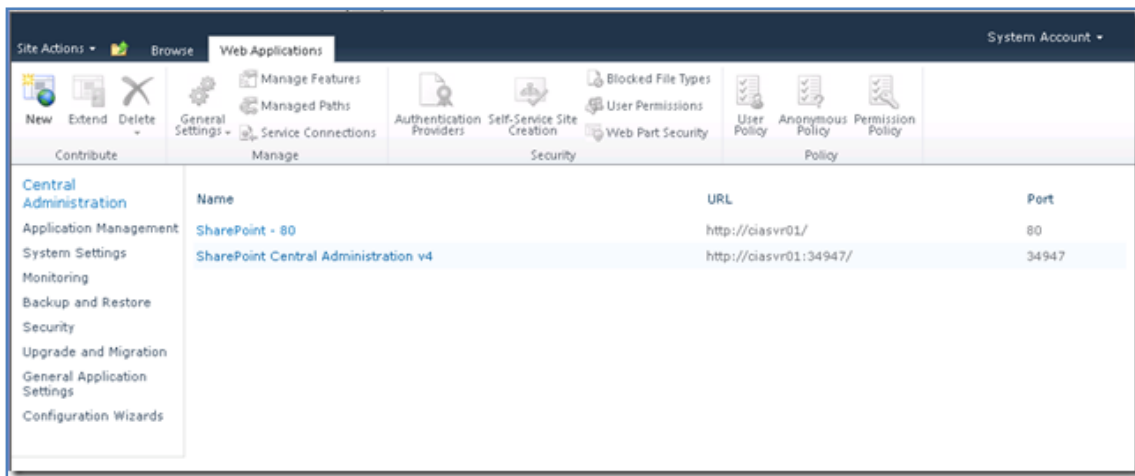 System Account
Site Actions Browse Web Applications
New Extend Delete
Contribute
General Settings
Manage Features
Managed Paths
Service Connections
Manage
Authentication Providers
Self-Service Site Creation
Blocked File Types
User Permissions
Web Part Security
Security
User Policy
Anonymous Policy
Permission Policy
Policy
Central
Administration
Application Management
System Settings
Monitoring
Backup and Restore
Security
Upgrade and Migration
General Application
Settings
Configuration Wizards
Name URL Port
SharePoint - 80 http://ciasvr01/ 80
SharePoint Central Administration v4 http://ciasvr01:34947/ 34947